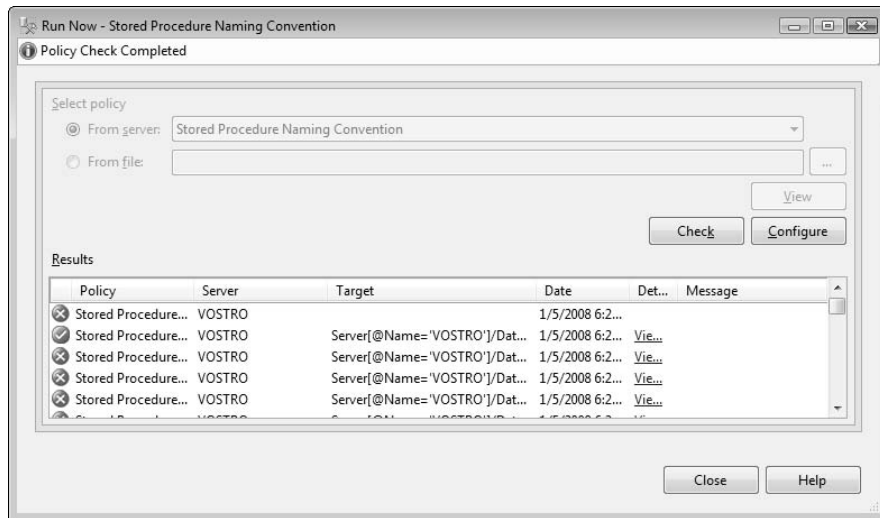 Run Now - Stored Procedure Naming Convention
Policy Check Completed
Select policy
From server: Stored Procedure Naming Convention
From file: ...
View
Check Configure
Results
Policy Server Target Date Det... Message
Stored Procedure... VOSTRO 1/5/2008 6:2...
Stored Procedure... VOSTRO Server[@Name='VOSTRO']/Dat... 1/5/2008 6:2... Vie...
Stored Procedure... VOSTRO Server[@Name='VOSTRO']/Dat... 1/5/2008 6:2... Vie...
Stored Procedure... VOSTRO Server[@Name='VOSTRO']/Dat... 1/5/2008 6:2... Vie...
Stored Procedure... VOSTRO Server[@Name='VOSTRO']/Dat... 1/5/2008 6:2... Vie...
Close Help